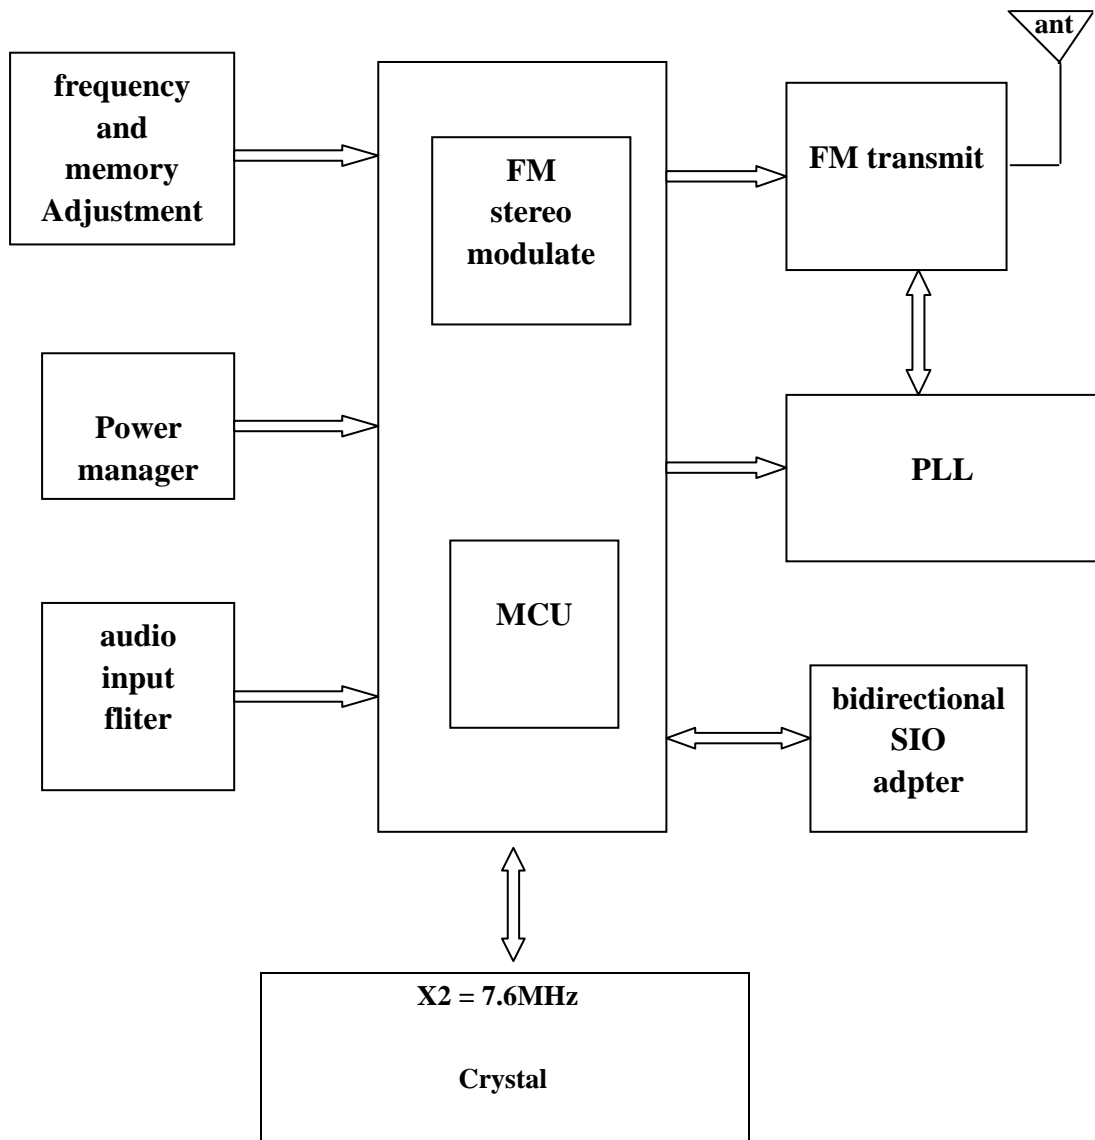 ant
frequency
and
memory
Adjustment
FM
stereo
modulate
FM transmit
Power
manager
PLL
audio
input
fliter
MCU
bidirectional
SIO
adpter
X2 = 7.6MHz
Crystal